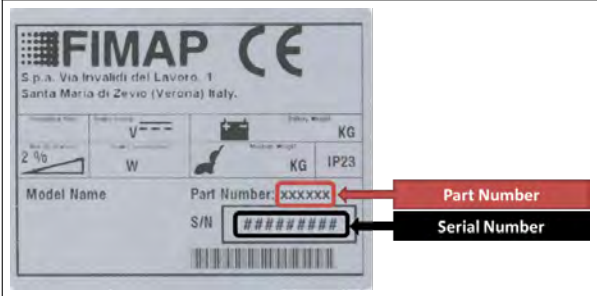 FIMAP CE
S.p.a. Via Invalidi del Lavoro, 1
Santa Maria di Zevio (Verona) Italy.
V
KG
2 %
W
KG
IP23
Model Name
Part Number: xxxxxx
Part Number
S/N #########
Serial Number